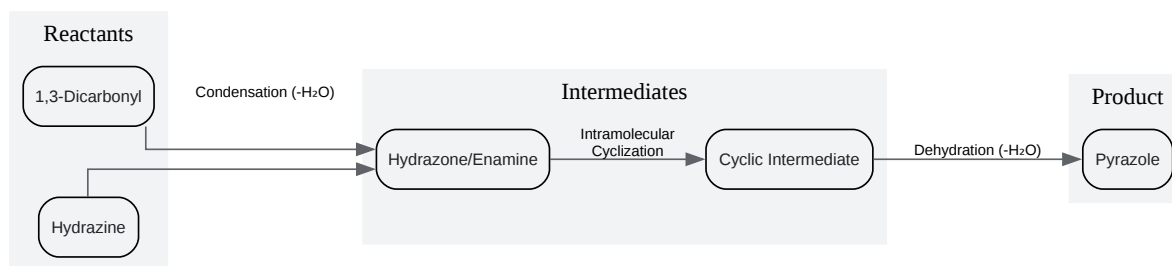 Reactants
1,3-Dicarbonyl
Hydrazine
Condensation (-H₂O)
Intermediates
Hydrazone/Enamine
Intramolecular
Cyclization
Cyclic Intermediate
Dehydration (-H₂O)
Product
Pyrazole